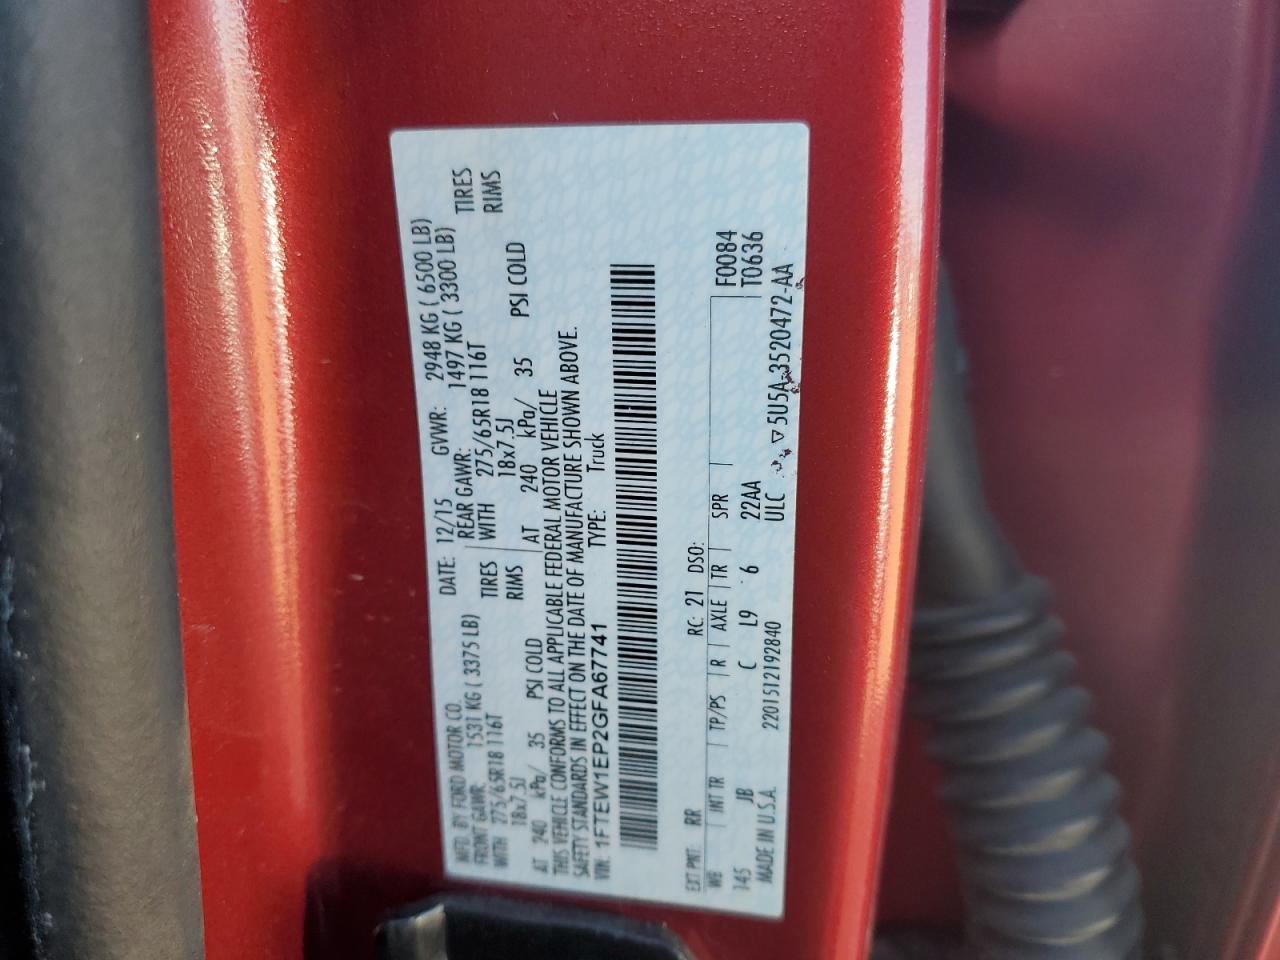 MFD. BY FORD MOTOR CO. DATE: 12/15 GVWR: 2948 KG ( 6500 LB)
FRONT GAWR: 1531 KG ( 3375 LB) REAR GAWR: 1497 KG ( 3300 LB)
WITH 275/65R18 116T TIRES WITH 275/65R18 116T TIRES
18x7.5J RIMS 18x7.5J RIMS
AT 240 kPa/ 35 PSI COLD AT 240 kPa/ 35 PSI COLD
THIS VEHICLE CONFORMS TO ALL APPLICABLE FEDERAL MOTOR VEHICLE
SAFETY STANDARDS IN EFFECT ON THE DATE OF MANUFACTURE SHOWN ABOVE.
VIN: 1FTEW1EP2GFA67741 TYPE: Truck
EXT PNT: RR RC: 21 DSO: F0084
WB INT TR TP/PS R AXLE TR SPR T0636
145 JB C L9 6 22AA
MADE IN U.S.A. 2201512192840 ULC ▽5U5A-3520472-AA